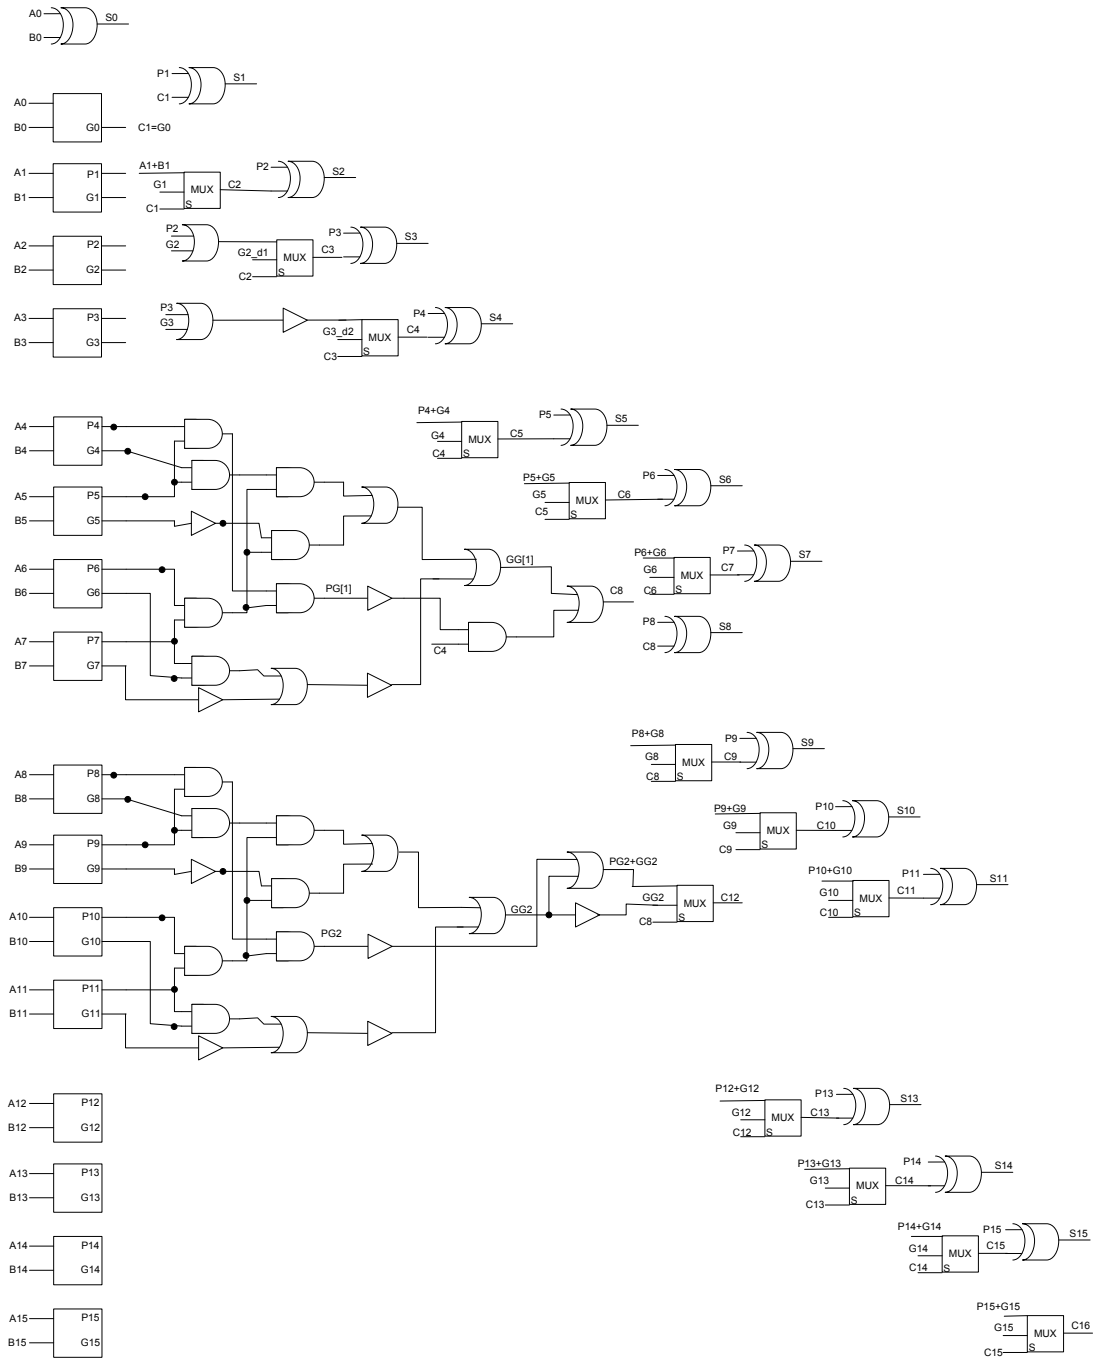 A0
B0
S0
P1
C1
S1
A0
B0
G0
C1=G0
A1
B1
P1
G1
A1+B1
G1
C1
MUX
S
C2
P2
S2
A2
B2
P2
G2
P2
G2
G2_d1
C2
MUX
S
C3
P3
S3
A3
B3
P3
G3
P3
G3
G3_d2
C3
MUX
S
C4
P4
S4
A4
B4
P4
G4
P4+G4
G4
C4
MUX
S
C5
P5
S5
A5
B5
P5
G5
P5+G5
G5
C5
MUX
S
C6
P6
S6
A6
B6
P6
G6
PG[1]
GG[1]
C4
C8
P6+G6
G6
C6
MUX
S
C7
P7
S7
A7
B7
P7
G7
P8
C8
S8
P8+G8
G8
C8
MUX
S
C9
P9
S9
A8
B8
P8
G8
P9+G9
G9
C9
MUX
S
C10
P10
S10
A9
B9
P9
G9
P10+G10
G10
C10
MUX
S
C11
P11
S11
A10
B10
P10
G10
PG2
GG2
PG2+GG2
GG2
C8
MUX
S
C12
A11
B11
P11
G11
A12
B12
P12
G12
P12+G12
G12
C12
MUX
S
C13
P13
S13
A13
B13
P13
G13
P13+G13
G13
C13
MUX
S
C14
P14
S14
A14
B14
P14
G14
P14+G14
G14
C14
MUX
S
C15
P15
S15
A15
B15
P15
G15
P15+G15
G15
C15
MUX
S
C16